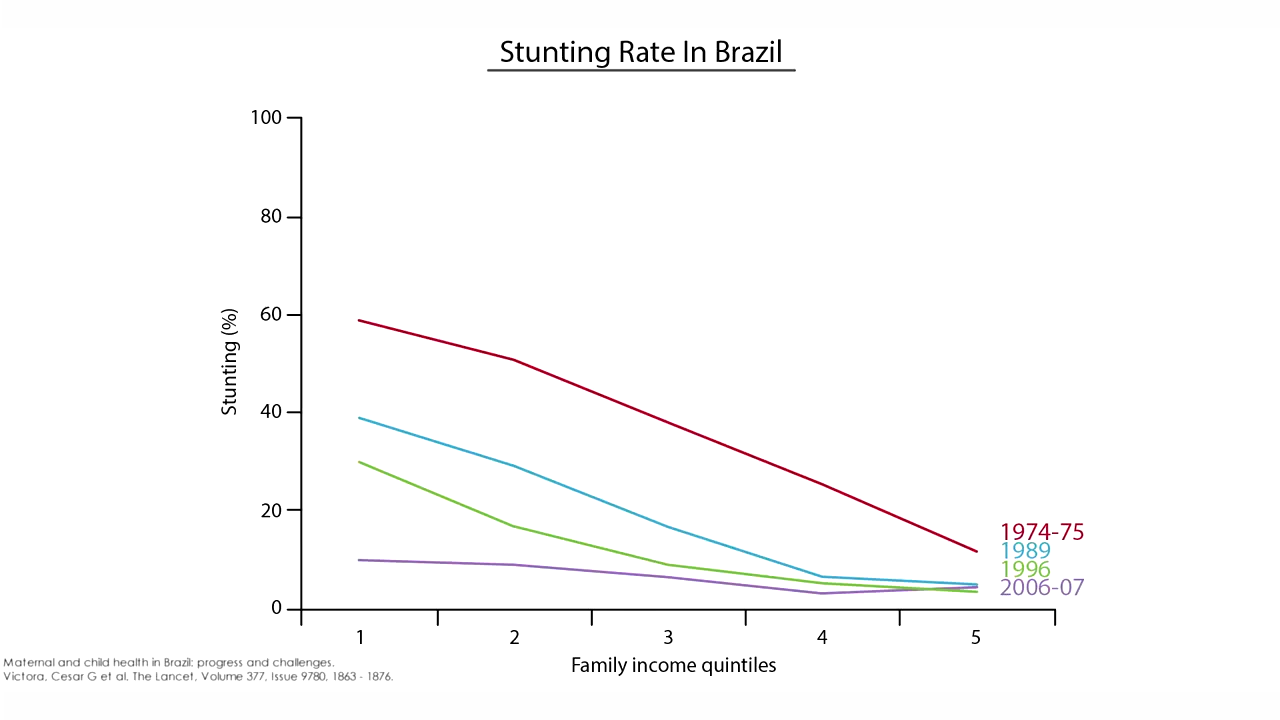 Stunting Rate In Brazil
100
80
60
40
20
0
Stunting (%)
1974-75
1989
1996
2006-07
1 2 3 4 5
Family income quintiles
Maternal and child health in Brazil: progress and challenges.
Victora, Cesar G et al. The Lancet, Volume 377, Issue 9780, 1863 - 1876.